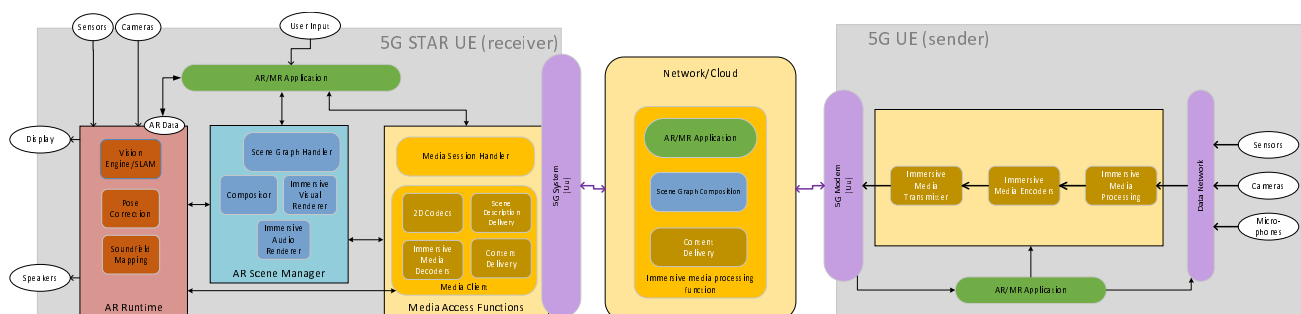 Sensors
Cameras
User Input
5G STAR UE (receiver)
AR/MR Application
AR Data
Display
Speakers
Vision
Engine/SLAM
Pose
Correction
Soundfield
Mapping
AR Runtime
Scene Graph Handler
Compositor
Immersive
Visual
Renderer
Immersive
Audio
Renderer
AR Scene Manager
Media Session Handler
2D Codecs
Scene
Description
Delivery
Immersive
Media
Decoders
Content
Delivery
Media Client
Media Access Functions
5G System
(Uu)
Network/Cloud
AR/MR Application
Scene Graph Composition
Content
Delivery
Immersive media processing
function
5G UE (sender)
5G Modem
(Uu)
Immersive
Media
Transmitter
Immersive
Media Encoders
Immersive
Media
Processing
AR/MR Application
Data Network
Sensors
Cameras
Micro-
phones